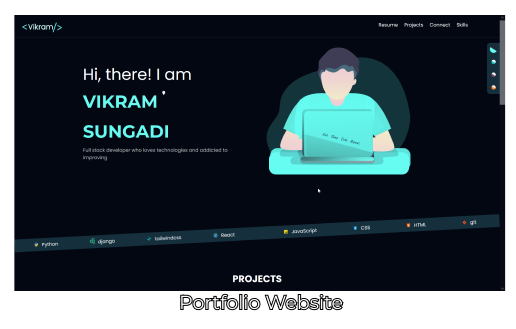 <Vikram/>
Resume Projects Connect Skills
Hi, there! I am
VIKRAM
SUNGADI
Full stack developer who loves technologies and addicted to
improving
Python django tailwindcss React JavaScript CSS HTML git
PROJECTS
Portfolio Website